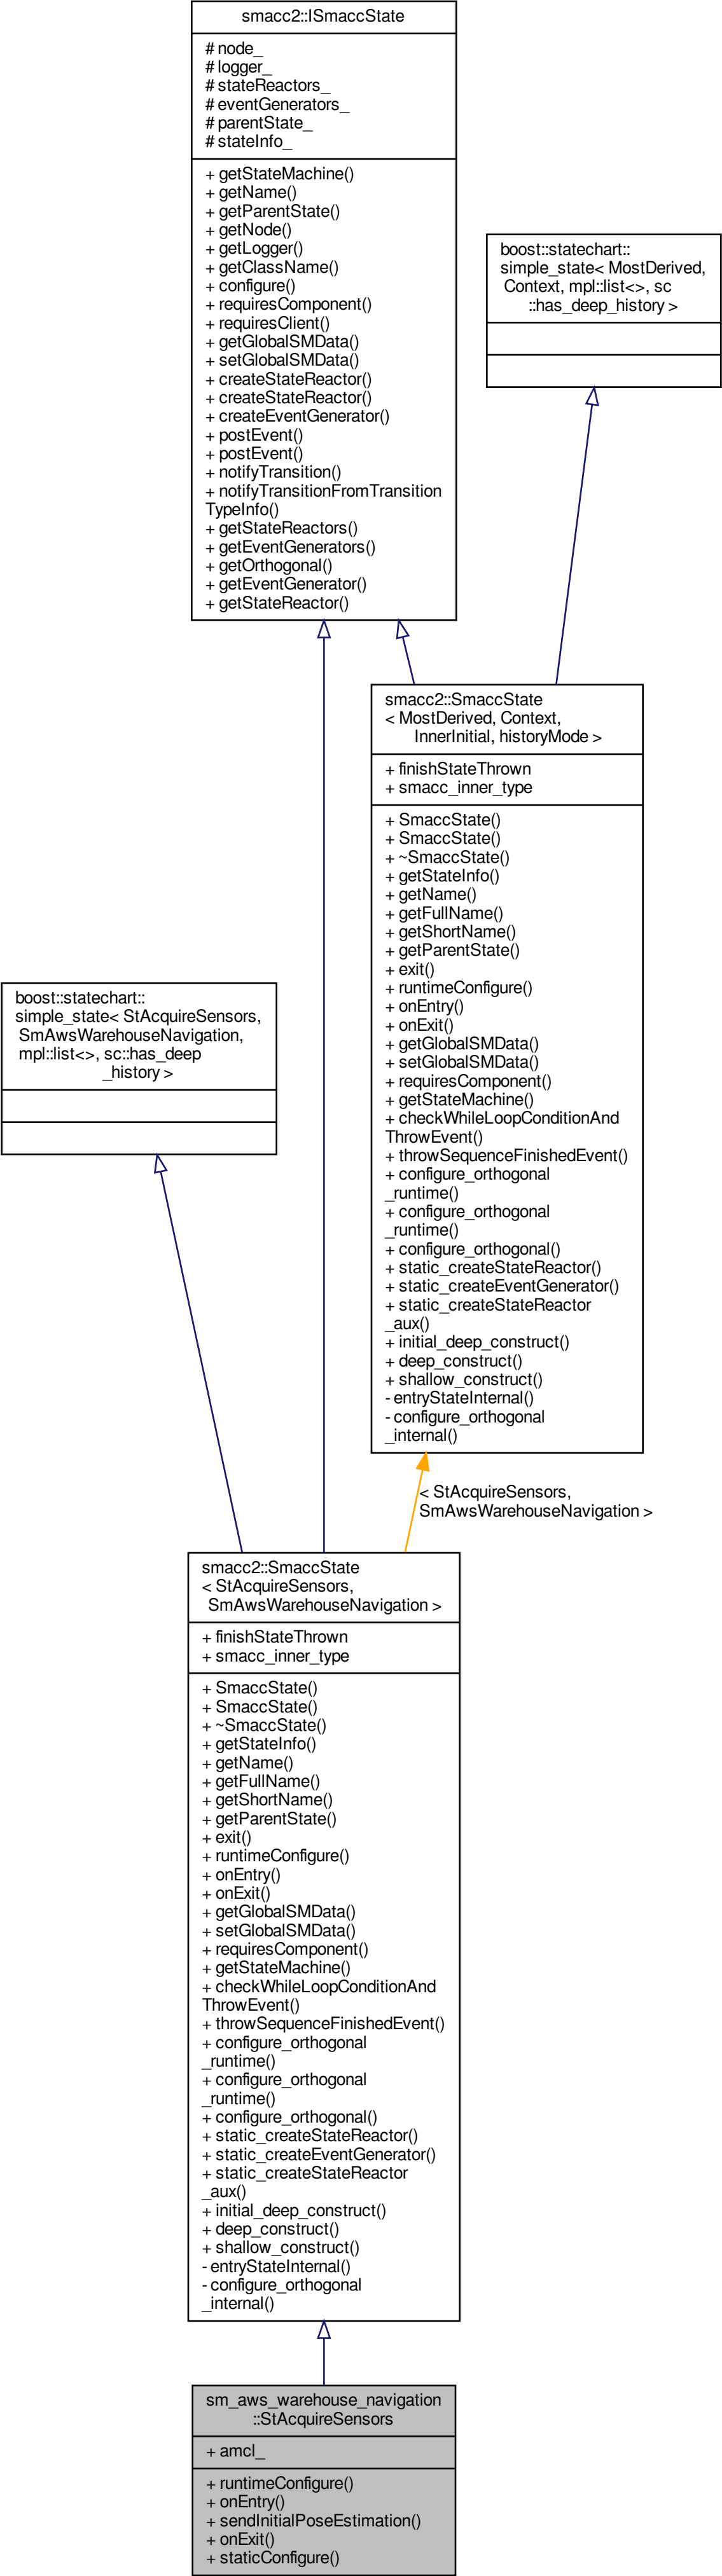 smacc2::ISmaccState
# node_
# logger_
# stateReactors_
# eventGenerators_
# parentState_
# stateInfo_
+ getStateMachine()
+ getName()
+ getParentState()
+ getNode()
+ getLogger()
+ getClassName()
+ configure()
+ requiresComponent()
+ requiresClient()
+ getGlobalSMData()
+ setGlobalSMData()
+ createStateReactor()
+ createStateReactor()
+ createEventGenerator()
+ postEvent()
+ postEvent()
+ notifyTransition()
+ notifyTransitionFromTransition
TypeInfo()
+ getStateReactors()
+ getEventGenerators()
+ getOrthogonal()
+ getEventGenerator()
+ getStateReactor()
boost::statechart::
simple_state< MostDerived,
Context, mpl::list<>, sc
::has_deep_history >
smacc2::SmaccState
< MostDerived, Context,
InnerInitial, historyMode >
+ finishStateThrown
+ smacc_inner_type
+ SmaccState()
+ SmaccState()
+ ~SmaccState()
+ getStateInfo()
+ getName()
+ getFullName()
+ getShortName()
+ getParentState()
+ exit()
+ runtimeConfigure()
+ onEntry()
+ onExit()
+ getGlobalSMData()
+ setGlobalSMData()
+ requiresComponent()
+ getStateMachine()
+ checkWhileLoopConditionAnd
ThrowEvent()
+ throwSequenceFinishedEvent()
+ configure_orthogonal
_runtime()
+ configure_orthogonal
_runtime()
+ configure_orthogonal()
+ static_createStateReactor()
+ static_createEventGenerator()
+ static_createStateReactor
_aux()
+ initial_deep_construct()
+ deep_construct()
+ shallow_construct()
- entryStateInternal()
- configure_orthogonal
_internal()
boost::statechart::
simple_state< StAcquireSensors,
SmAwsWarehouseNavigation,
mpl::list<>, sc::has_deep
_history >
< StAcquireSensors,
SmAwsWarehouseNavigation >
smacc2::SmaccState
< StAcquireSensors,
SmAwsWarehouseNavigation >
+ finishStateThrown
+ smacc_inner_type
+ SmaccState()
+ SmaccState()
+ ~SmaccState()
+ getStateInfo()
+ getName()
+ getFullName()
+ getShortName()
+ getParentState()
+ exit()
+ runtimeConfigure()
+ onEntry()
+ onExit()
+ getGlobalSMData()
+ setGlobalSMData()
+ requiresComponent()
+ getStateMachine()
+ checkWhileLoopConditionAnd
ThrowEvent()
+ throwSequenceFinishedEvent()
+ configure_orthogonal
_runtime()
+ configure_orthogonal
_runtime()
+ configure_orthogonal()
+ static_createStateReactor()
+ static_createEventGenerator()
+ static_createStateReactor
_aux()
+ initial_deep_construct()
+ deep_construct()
+ shallow_construct()
- entryStateInternal()
- configure_orthogonal
_internal()
sm_aws_warehouse_navigation
::StAcquireSensors
+ amcl_
+ runtimeConfigure()
+ onEntry()
+ sendInitialPoseEstimation()
+ onExit()
+ staticConfigure()